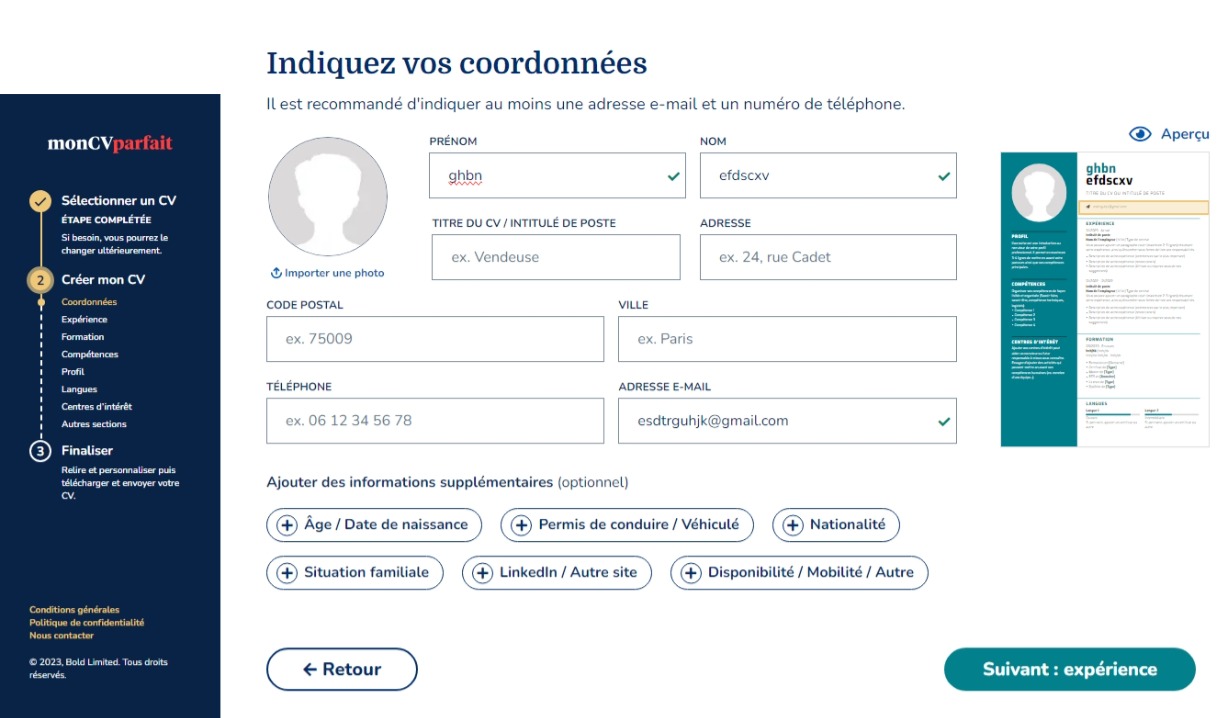 Indiquez vos coordonnées
Il est recommandé d'indiquer au moins une adresse e-mail et un numéro de téléphone.
monCVparfait
Sélectionner un CV
ÉTAPE COMPLÉTÉE
Si besoin, vous pourrez le
changer ultérieurement.
2 Créer mon CV
Coordonnées
Expérience
Formation
Compétences
Profil
Langues
Centres d'intérêt
Autres sections
3 Finaliser
Relire et personnaliser puis
télécharger et envoyer votre
CV.
Conditions générales
Politique de confidentialité
Nous contacter
© 2023, Bold Limited. Tous droits
réservés.
Importer une photo
PRÉNOM
ghbn
NOM
efdscxv
TITRE DU CV / INTITULÉ DE POSTE
ex. Vendeuse
ADRESSE
ex. 24, rue Cadet
CODE POSTAL
ex. 75009
VILLE
ex. Paris
TÉLÉPHONE
ex. 06 12 34 56 78
ADRESSE E-MAIL
esdtrguhjk@gmail.com
Ajouter des informations supplémentaires (optionnel)
Âge / Date de naissance
Permis de conduire / Véhiculé
Nationalité
Situation familiale
LinkedIn / Autre site
Disponibilité / Mobilité / Autre
← Retour
Suivant : expérience
Aperçu
ghbn
efdscxv
TITRE DU CV OU INTITULÉ DE POSTE
PROFIL
COMPÉTENCES
CENTRES D'INTÉRÊT
EXPÉRIENCE
FORMATION
LANGUES